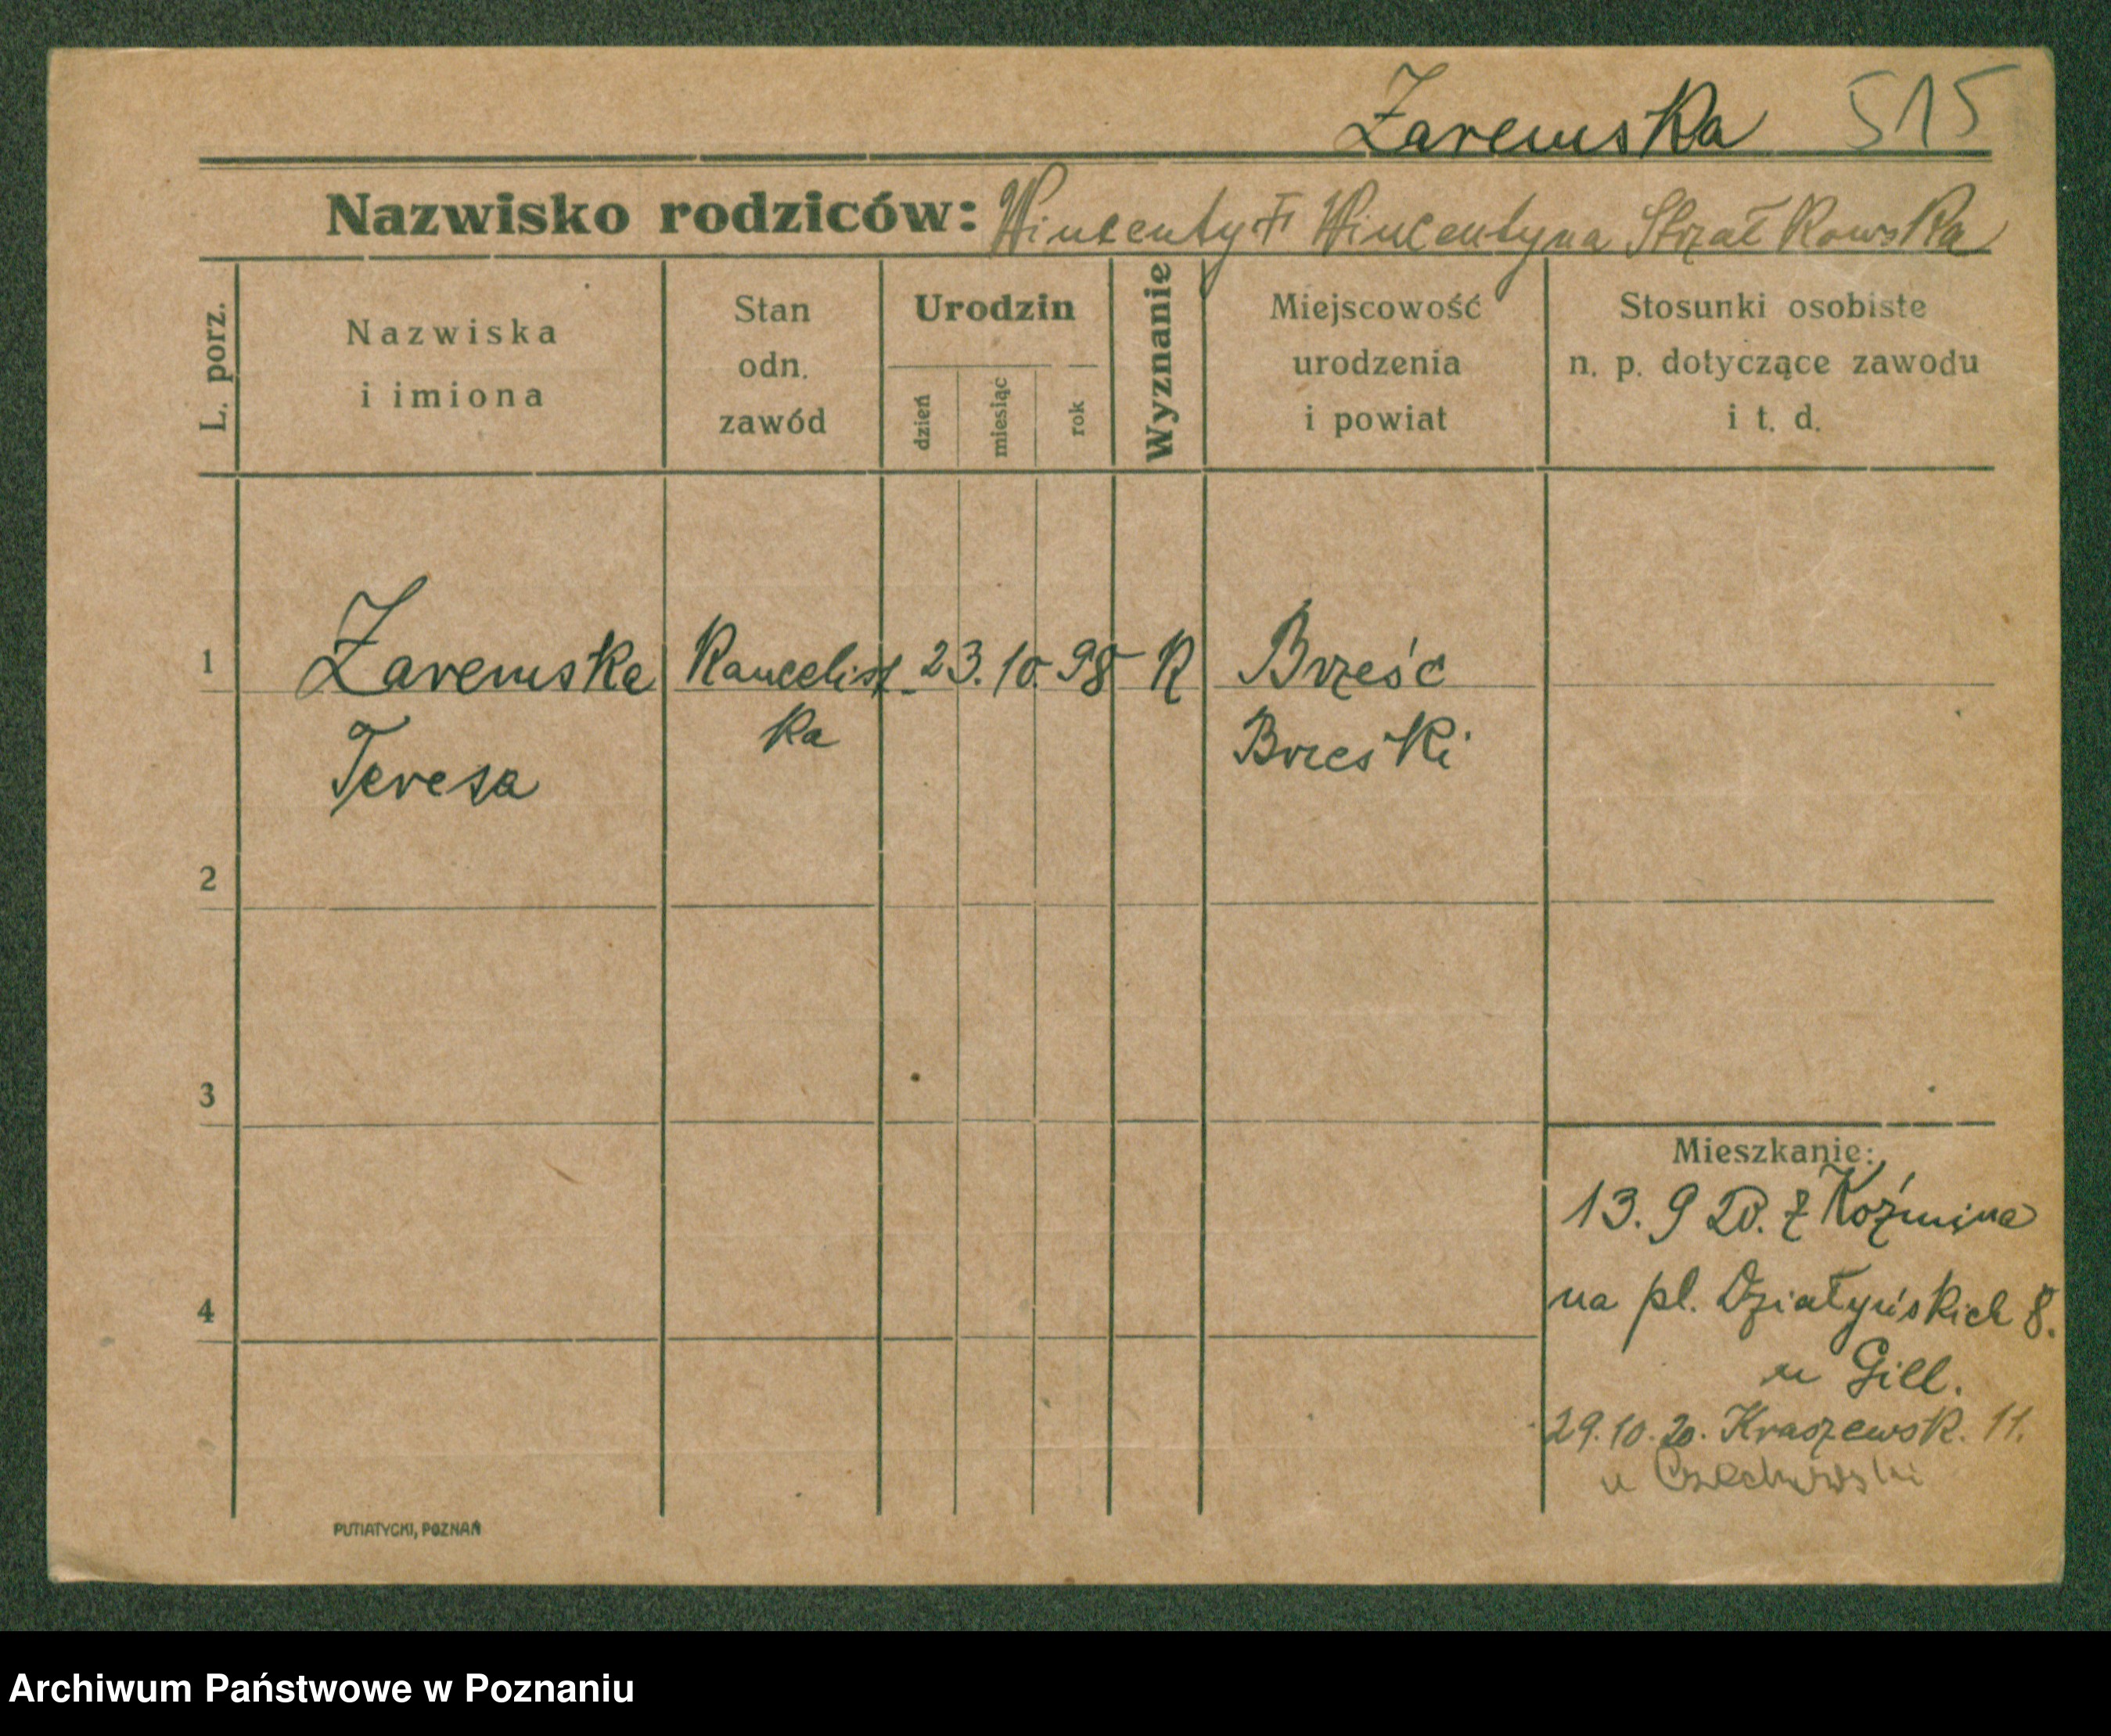 Zaremska 515
Nazwisko rodziców: Wincenty † Wincentyna Strzałkowska
L. porz.
Nazwiska
i imiona
Stan
odn.
zawód
Urodzin
dzień
miesiąc
rok
Wyznanie
Miejscowość
urodzenia
i powiat
Stosunki osobiste
n. p. dotyczące zawodu
i t. d.
1 Zaremska Kancelist 23. 10. 98 R Brześć
Teresa ka Brzeski
2
3
4
Mieszkanie:
13. 9 20. z Koźmina
na pl. Działyńskich 8.
u Gill.
29. 10. 20. Kraszewsk. 11.
u
PUTIATYCKI, POZNAŃ
Archiwum Państwowe w Poznaniu